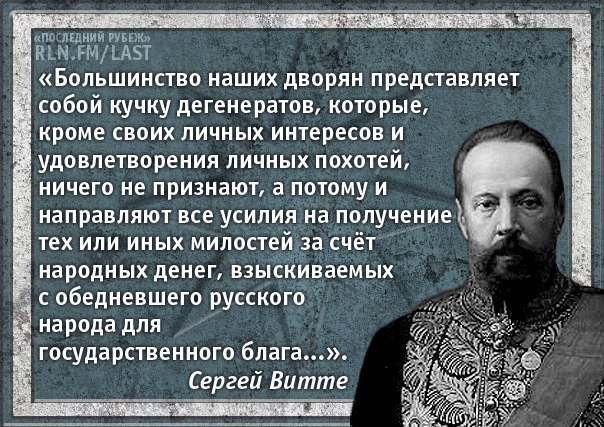 «ПОСЛЕДНИЙ РУБЕЖ»
RLN.FM/LAST
«Большинство наших дворян представляет
собой кучку дегенератов, которые,
кроме своих личных интересов и
удовлетворения личных похотей,
ничего не признают, а потому и
направляют все усилия на получение
тех или иных милостей за счёт
народных денег, взыскиваемых
с обедневшего русского
народа для
государственного блага...».
Сергей Витте